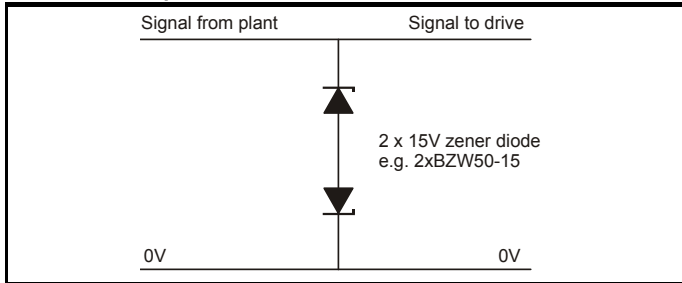 Signal from plant Signal to drive
2 x 15V zener diode
e.g. 2xBZW50-15
0V 0V